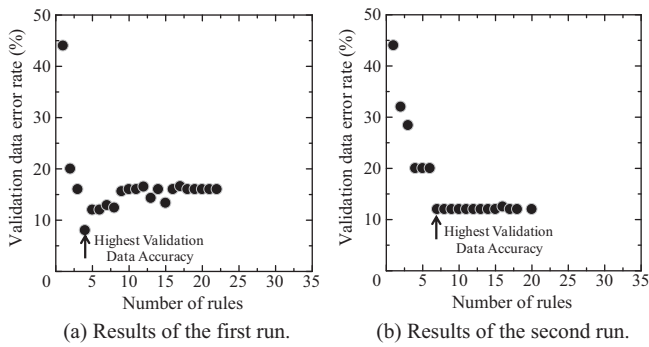 Validation data error rate (%)
50
40
30
20
10
0
5
10
15
20
25
30
35
Number of rules
Highest Validation
Data Accuracy
(a) Results of the first run.
Validation data error rate (%)
50
40
30
20
10
0
5
10
15
20
25
30
35
Number of rules
Highest Validation
Data Accuracy
(b) Results of the second run.